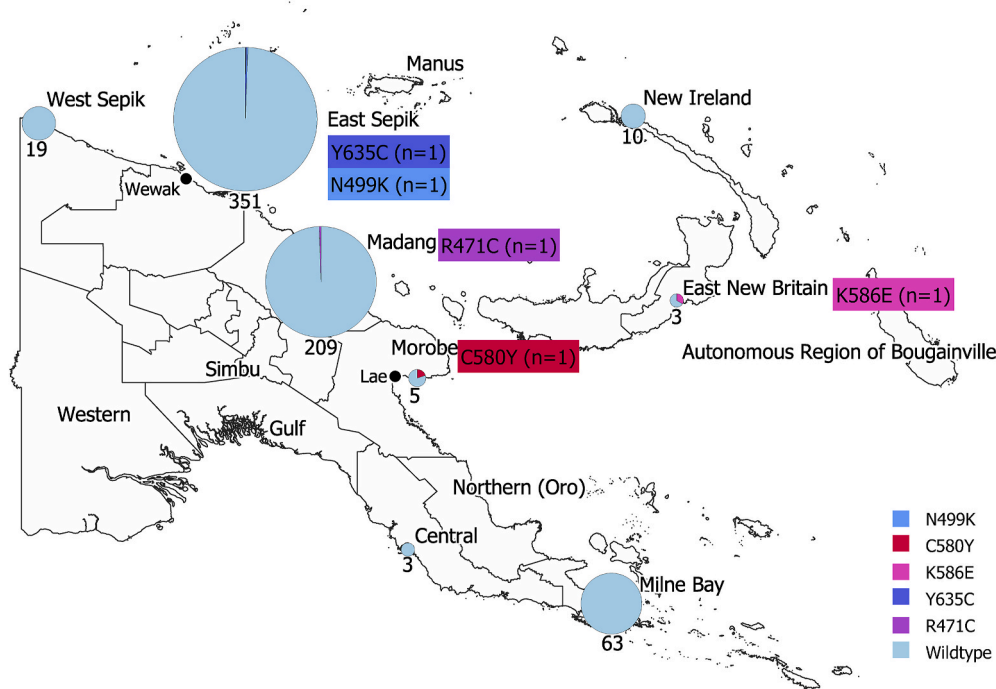 Manus
West Sepik
19
East Sepik
Y635C (n=1)
N499K (n=1)
351
Wewak
New Ireland
10
Madang
R471C (n=1)
209
East New Britain
K586E (n=1)
3
Morobe
C580Y (n=1)
Lae
5
Autonomous Region of Bougainville
Simbu
Western
Gulf
Northern (Oro)
Central
3
Milne Bay
63
N499K
C580Y
K586E
Y635C
R471C
Wildtype